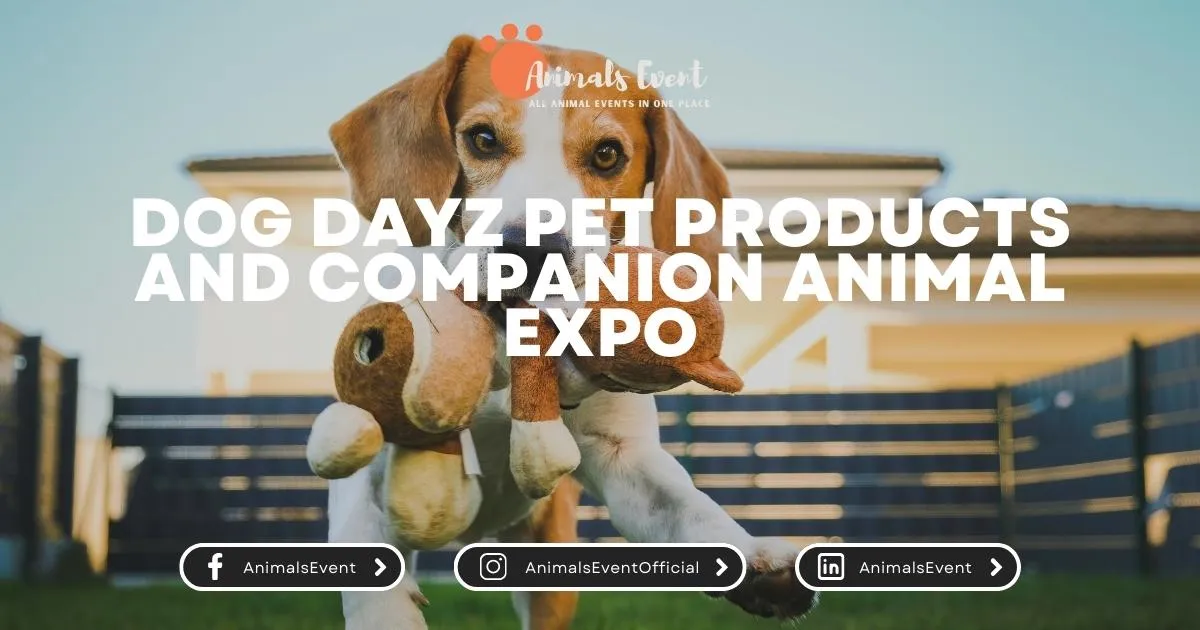 Animals Event
ALL ANIMAL EVENTS IN ONE PLACE
DOG DAYZ PET PRODUCTS
AND COMPANION ANIMAL
EXPO
AnimalsEvent
AnimalsEventOfficial
AnimalsEvent